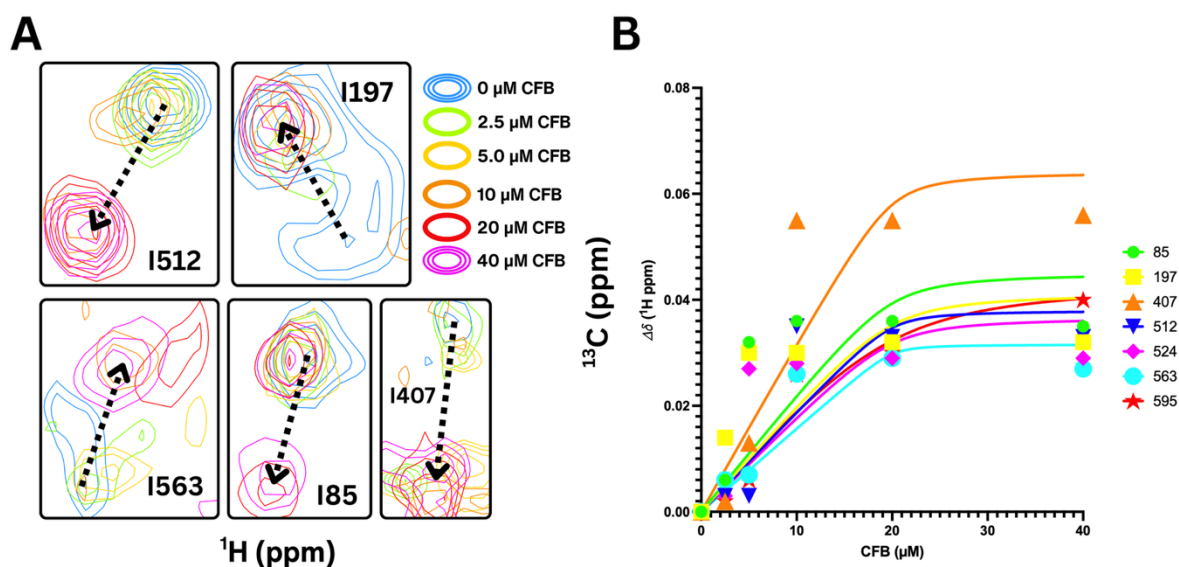 A
I512
I197
0 µM CFB
2.5 µM CFB
5.0 µM CFB
10 µM CFB
20 µM CFB
40 µM CFB
I563
I85
I407
¹H (ppm)
B
¹³C (ppm)
Δδ (¹H ppm)
0.08
0.06
0.04
0.02
0.00
0
10
20
30
40
CFB (µM)
85
197
407
512
524
563
595